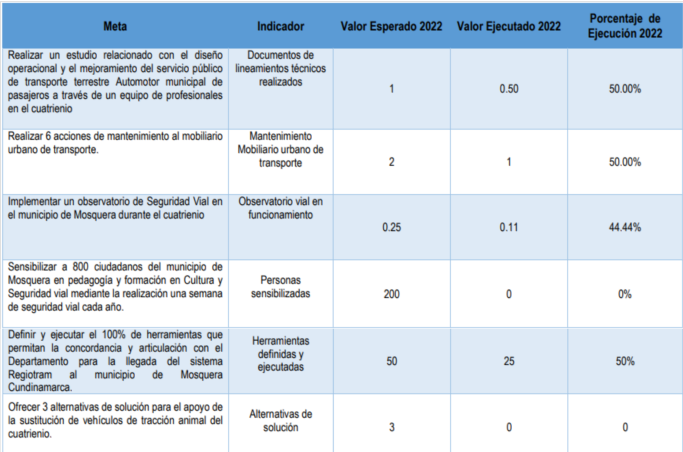 Meta
Indicador
Valor Esperado 2022
Valor Ejecutado 2022
Porcentaje de
Ejecución 2022
Realizar un estudio relacionado con el diseño
operacional y el mejoramiento del servicio público
de transporte terrestre Automotor municipal de
pasajeros a través de un equipo de profesionales
en el cuatrienio
Documentos de
lineamientos técnicos
realizados
1
0.50
50.00%
Realizar 6 acciones de mantenimiento al mobiliario
urbano de transporte.
Mantenimiento
Mobiliario urbano de
transporte
2
1
50.00%
Implementar un observatorio de Seguridad Vial en
el municipio de Mosquera durante el cuatrienio
Observatorio vial en
funcionamiento
0.25
0.11
44.44%
Sensibilizar a 800 ciudadanos del municipio de
Mosquera en pedagogía y formación en Cultura y
Seguridad vial mediante la realización una semana
de seguridad vial cada año.
Personas
sensibilizadas
200
0
0%
Definir y ejecutar el 100% de herramientas que
permitan la concordancia y articulación con el
Departamento para la llegada del sistema
Regiotram al municipio de Mosquera
Cundinamarca.
Herramientas
definidas y
ejecutadas
50
25
50%
Ofrecer 3 alternativas de solución para el apoyo de
la sustitución de vehículos de tracción animal del
cuatrienio.
Alternativas de
solución
3
0
0